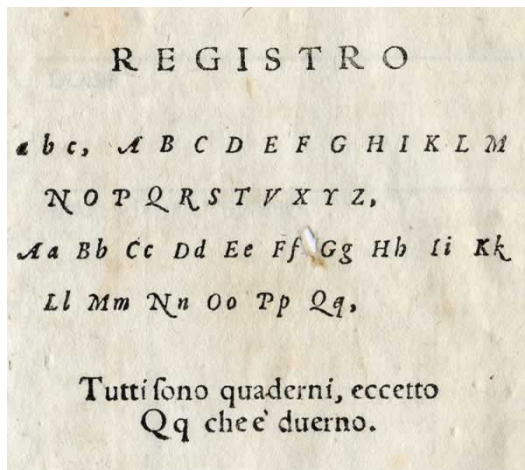 REGISTRO
a b c, A B C D E F G H I K L M
N O P Q R S T V X Y Z,
Aa Bb Cc Dd Ee Ff Gg Hh Ii Kk
Ll Mm Nn Oo Pp Qq,
Tutti ſono quaderni, eccetto
Qq che e' duerno.